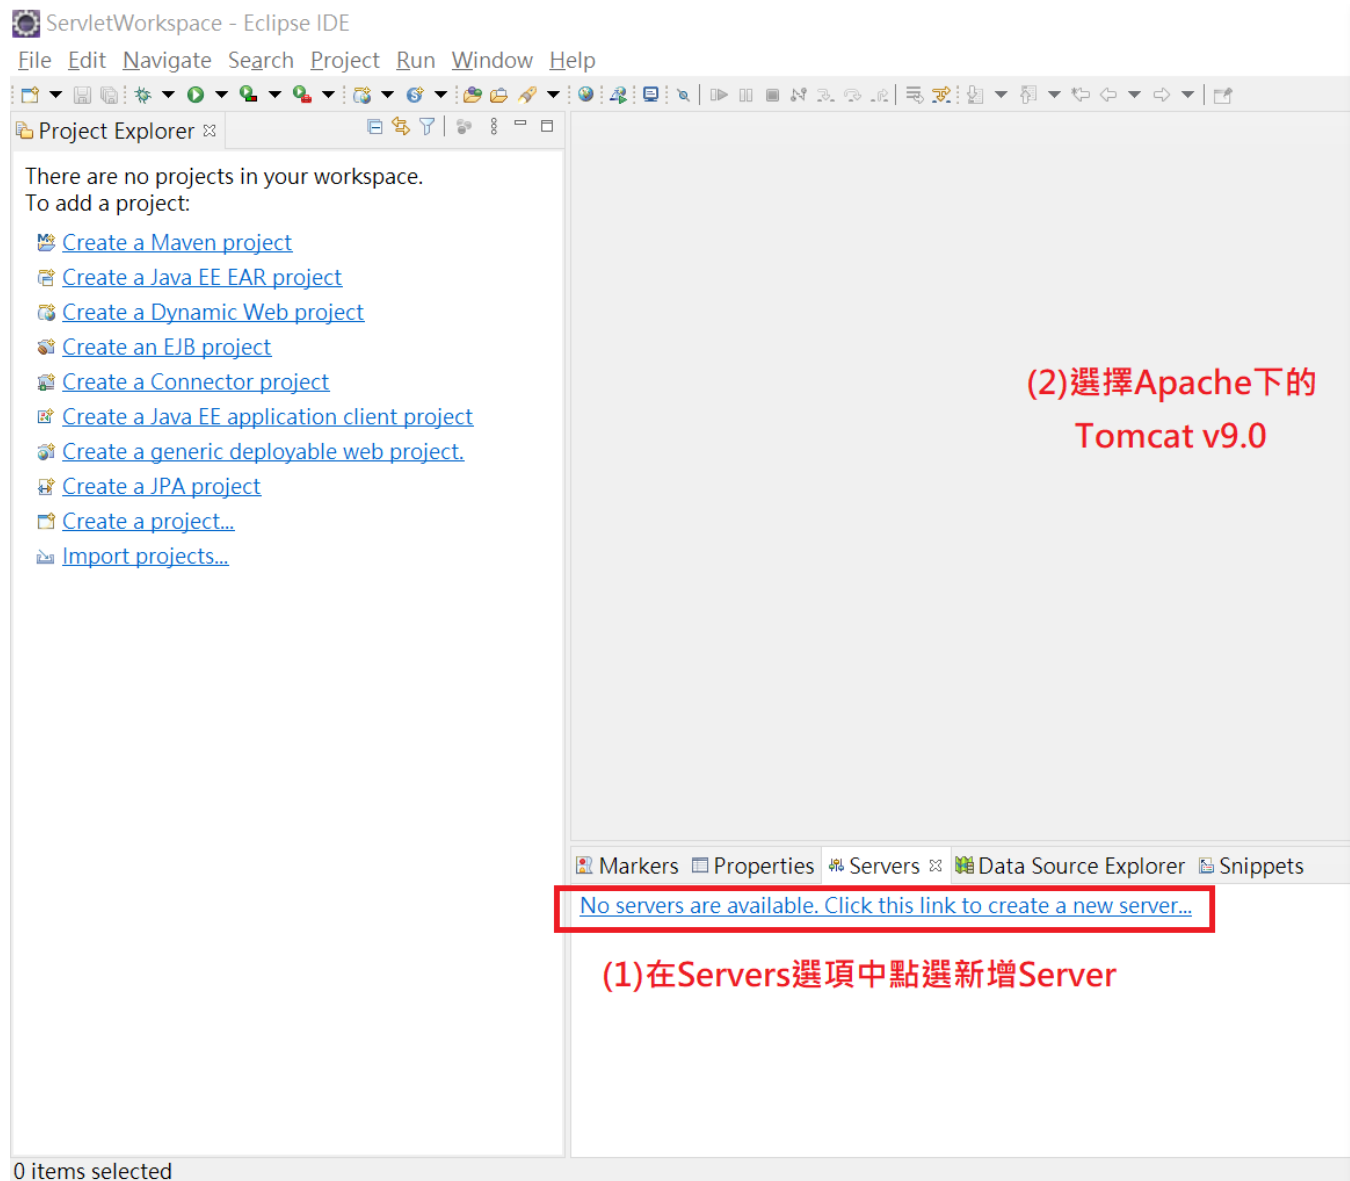 ServletWorkspace - Eclipse IDE
File Edit Navigate Search Project Run Window Help
Project Explorer
There are no projects in your workspace.
To add a project:
Create a Maven project
Create a Java EE EAR project
Create a Dynamic Web project
Create an EJB project
Create a Connector project
Create a Java EE application client project
Create a generic deployable web project.
Create a JPA project
Create a project...
Import projects...
(2)選擇Apache下的
Tomcat v9.0
Markers Properties Servers Data Source Explorer Snippets
No servers are available. Click this link to create a new server...
(1)在Servers選項中點選新增Server
0 items selected